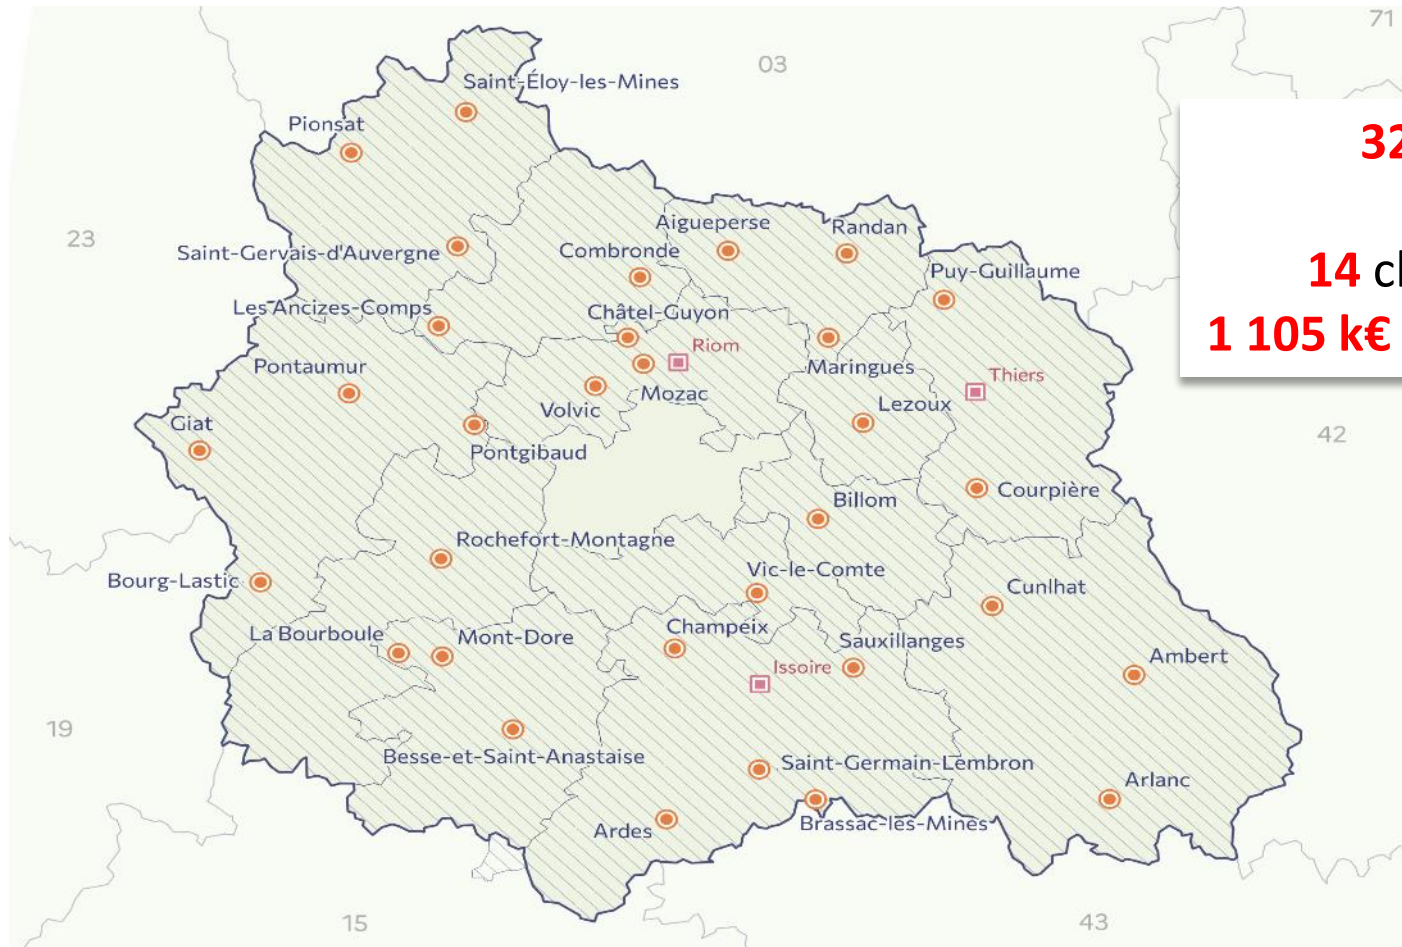 71
03
Saint-Éloy-les-Mines
Pionsat
32
23
Saint-Gervais-d'Auvergne
Aigueperse
Randan
Combronde
Puy-Guillaume
14
1 105 k€
Les Ancizes-Comps
Châtel-Guyon
Riom
Maringues
Thiers
Pontaumur
Volvic
Mozac
Lezoux
Giat
Pontgibaud
42
Courpière
Billom
Rochefort-Montagne
Bourg-Lastic
Vic-le-Comte
Cunlhat
La Bourboule
Mont-Dore
Champeix
Sauxillanges
Issoire
Ambert
19
Besse-et-Saint-Anastaise
Saint-Germain-Lembron
Arlanc
Ardes
Brassac-les-Mines
15
43